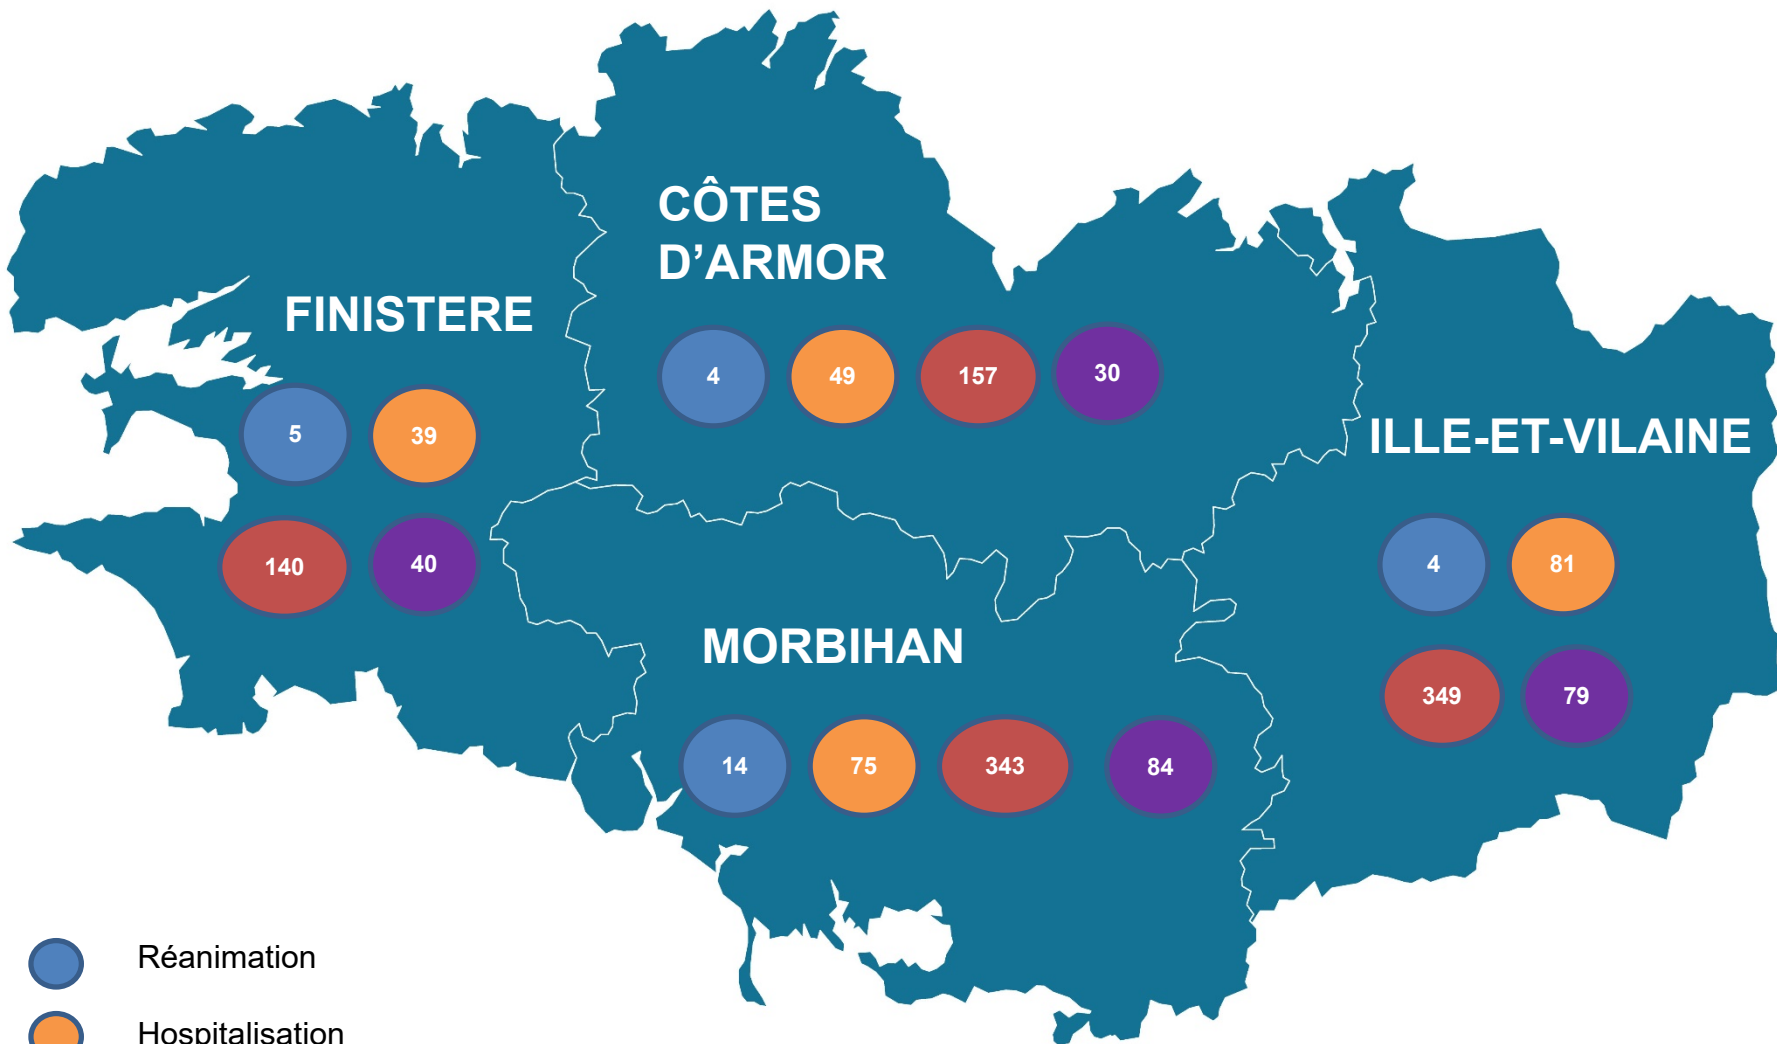 CÔTES
D’ARMOR
4 49 157 30
FINISTERE
5 39
140 40
ILLE-ET-VILAINE
4 81
349 79
MORBIHAN
14 75 343 84
Réanimation
Hospitalisation